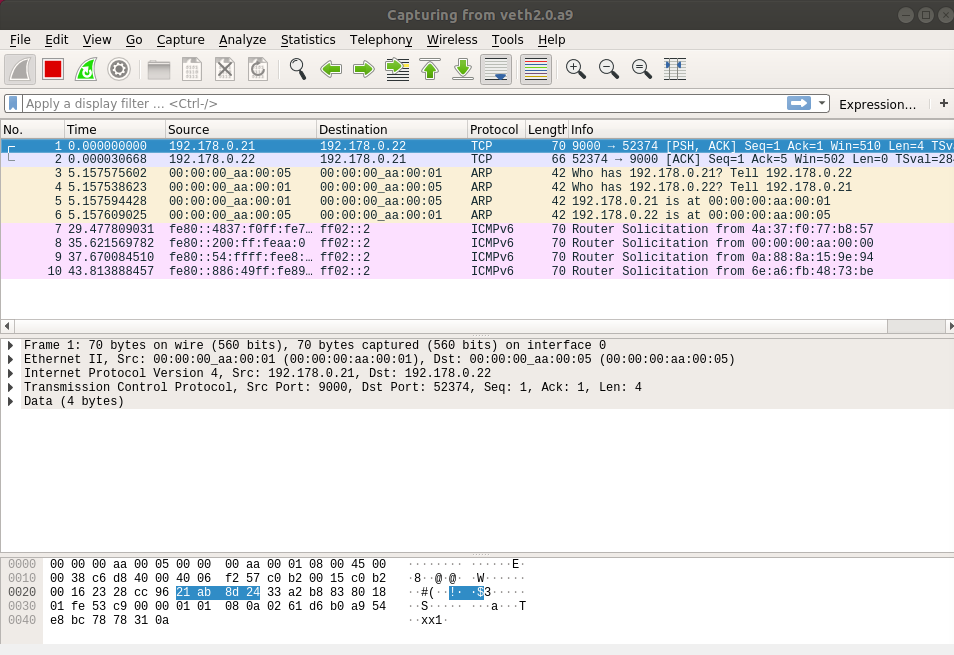 Capturing from veth2.0.a9
File Edit View Go Capture Analyze Statistics Telephony Wireless Tools Help
Apply a display filter ... <Ctrl-/> Expression... +
No. Time Source Destination Protocol Length Info
1 0.000000000 192.178.0.21 192.178.0.22 TCP 70 9000 → 52374 [PSH, ACK] Seq=1 Ack=1 Win=510 Len=4 TSva
2 0.000030668 192.178.0.22 192.178.0.21 TCP 66 52374 → 9000 [ACK] Seq=1 Ack=5 Win=502 Len=0 TSval=28
3 5.157575602 00:00:00_aa:00:05 00:00:00_aa:00:01 ARP 42 Who has 192.178.0.21? Tell 192.178.0.22
4 5.157538623 00:00:00_aa:00:01 00:00:00_aa:00:05 ARP 42 Who has 192.178.0.22? Tell 192.178.0.21
5 5.157594428 00:00:00_aa:00:01 00:00:00_aa:00:05 ARP 42 192.178.0.21 is at 00:00:00:aa:00:01
6 5.157609025 00:00:00_aa:00:05 00:00:00_aa:00:01 ARP 42 192.178.0.22 is at 00:00:00:aa:00:05
7 29.477809031 fe80::4837:f0ff:fe7… ff02::2 ICMPv6 70 Router Solicitation from 4a:37:f0:77:b8:57
8 35.621569782 fe80::200:ff:feaa:0 ff02::2 ICMPv6 70 Router Solicitation from 00:00:00:aa:00:00
9 37.670084510 fe80::54:ffff:fee8:… ff02::2 ICMPv6 70 Router Solicitation from 0a:88:8a:15:9e:94
10 43.813888457 fe80::886:49ff:fe89… ff02::2 ICMPv6 70 Router Solicitation from 6e:a6:fb:48:73:be
Frame 1: 70 bytes on wire (560 bits), 70 bytes captured (560 bits) on interface 0
Ethernet II, Src: 00:00:00_aa:00:01 (00:00:00:aa:00:01), Dst: 00:00:00_aa:00:05 (00:00:00:aa:00:05)
Internet Protocol Version 4, Src: 192.178.0.21, Dst: 192.178.0.22
Transmission Control Protocol, Src Port: 9000, Dst Port: 52374, Seq: 1, Ack: 1, Len: 4
Data (4 bytes)
0000 00 00 00 aa 00 05 00 00 00 aa 00 01 08 00 45 00 ········ ······E·
0010 00 38 c6 d8 40 00 40 06 f2 57 c0 b2 00 15 c0 b2 ·8··@·@· ·W······
0020 00 16 23 28 cc 96 21 ab 8d 24 33 a2 b8 83 80 18 ··#(··!· ·$3·····
0030 01 fe 53 c9 00 00 01 01 08 0a 02 61 d6 b0 a9 54 ··S····· ···a···T
0040 e8 bc 78 78 31 0a ··xx1·